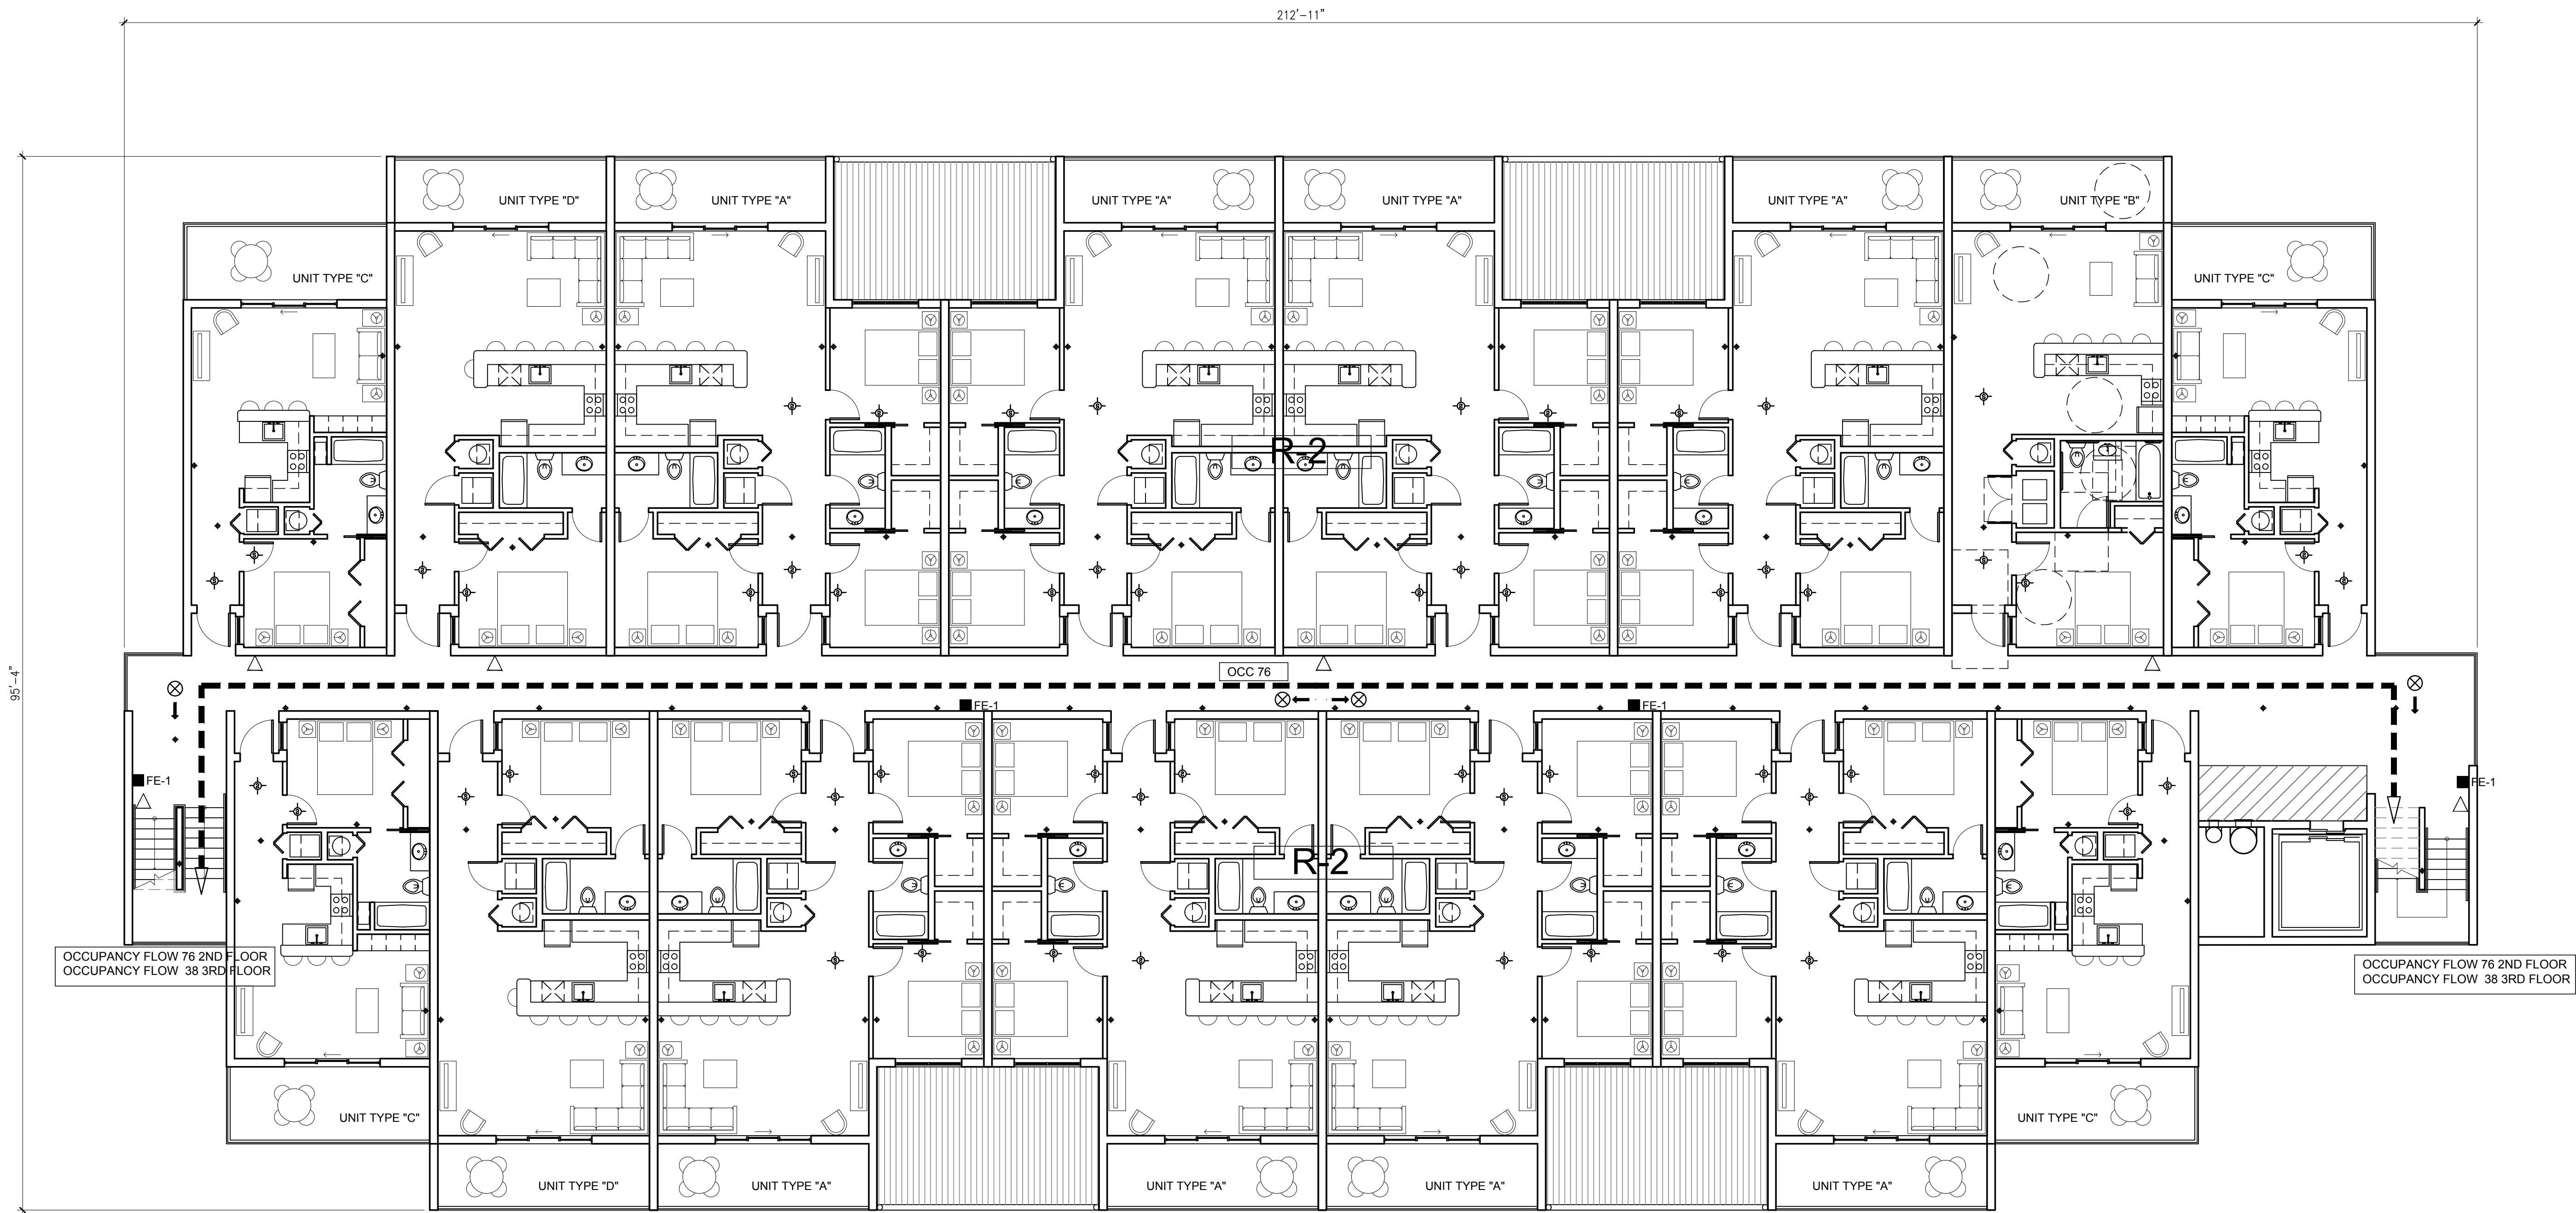 212'-11"
UNIT TYPE "D"
UNIT TYPE "A"
UNIT TYPE "A"
UNIT TYPE "A"
UNIT TYPE "A"
UNIT TYPE "B"
UNIT TYPE "C"
UNIT TYPE "C"
R-2
95'-4"
OCC 76
FE-1
FE-1
FE-1
FE-1
R-2
OCCUPANCY FLOW 76 2ND FLOOR
OCCUPANCY FLOW 38 3RD FLOOR
OCCUPANCY FLOW 76 2ND FLOOR
OCCUPANCY FLOW 38 3RD FLOOR
UNIT TYPE "C"
UNIT TYPE "C"
UNIT TYPE "D"
UNIT TYPE "A"
UNIT TYPE "A"
UNIT TYPE "A"
UNIT TYPE "A"